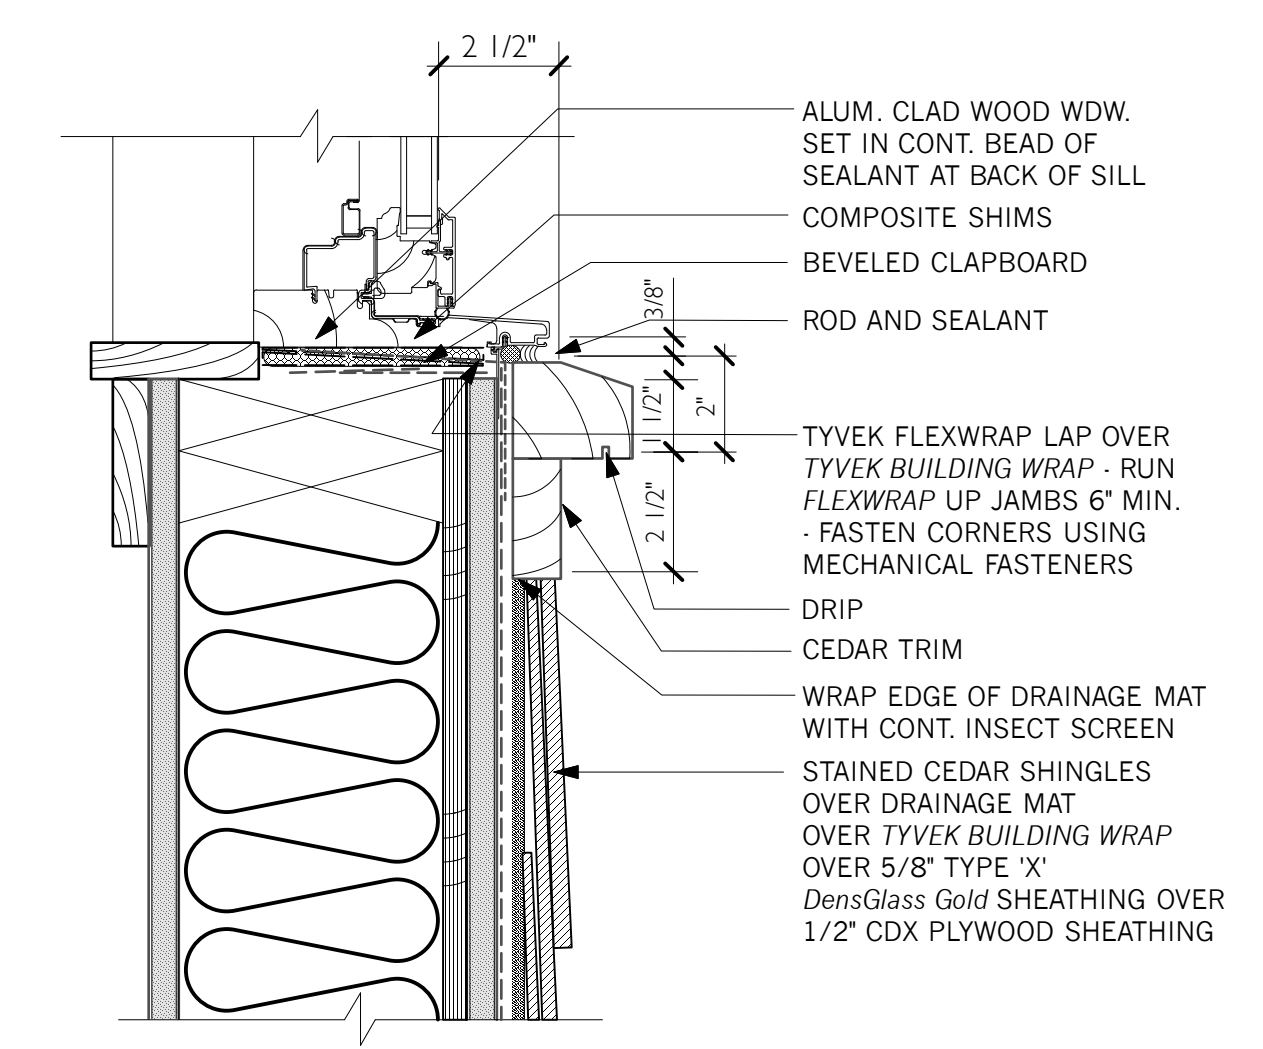 2 1/2"
ALUM. CLAD WOOD WDW.
SET IN CONT. BEAD OF
SEALANT AT BACK OF SILL
COMPOSITE SHIMS
BEVELED CLAPBOARD
3/8"
ROD AND SEALANT
1 1/2"
2"
TYVEK FLEXWRAP LAP OVER
TYVEK BUILDING WRAP - RUN
FLEXWRAP UP JAMBS 6" MIN.
- FASTEN CORNERS USING
MECHANICAL FASTENERS
2 1/2"
DRIP
CEDAR TRIM
WRAP EDGE OF DRAINAGE MAT
WITH CONT. INSECT SCREEN
STAINED CEDAR SHINGLES
OVER DRAINAGE MAT
OVER TYVEK BUILDING WRAP
OVER 5/8" TYPE 'X'
DensGlass Gold SHEATHING OVER
1/2" CDX PLYWOOD SHEATHING